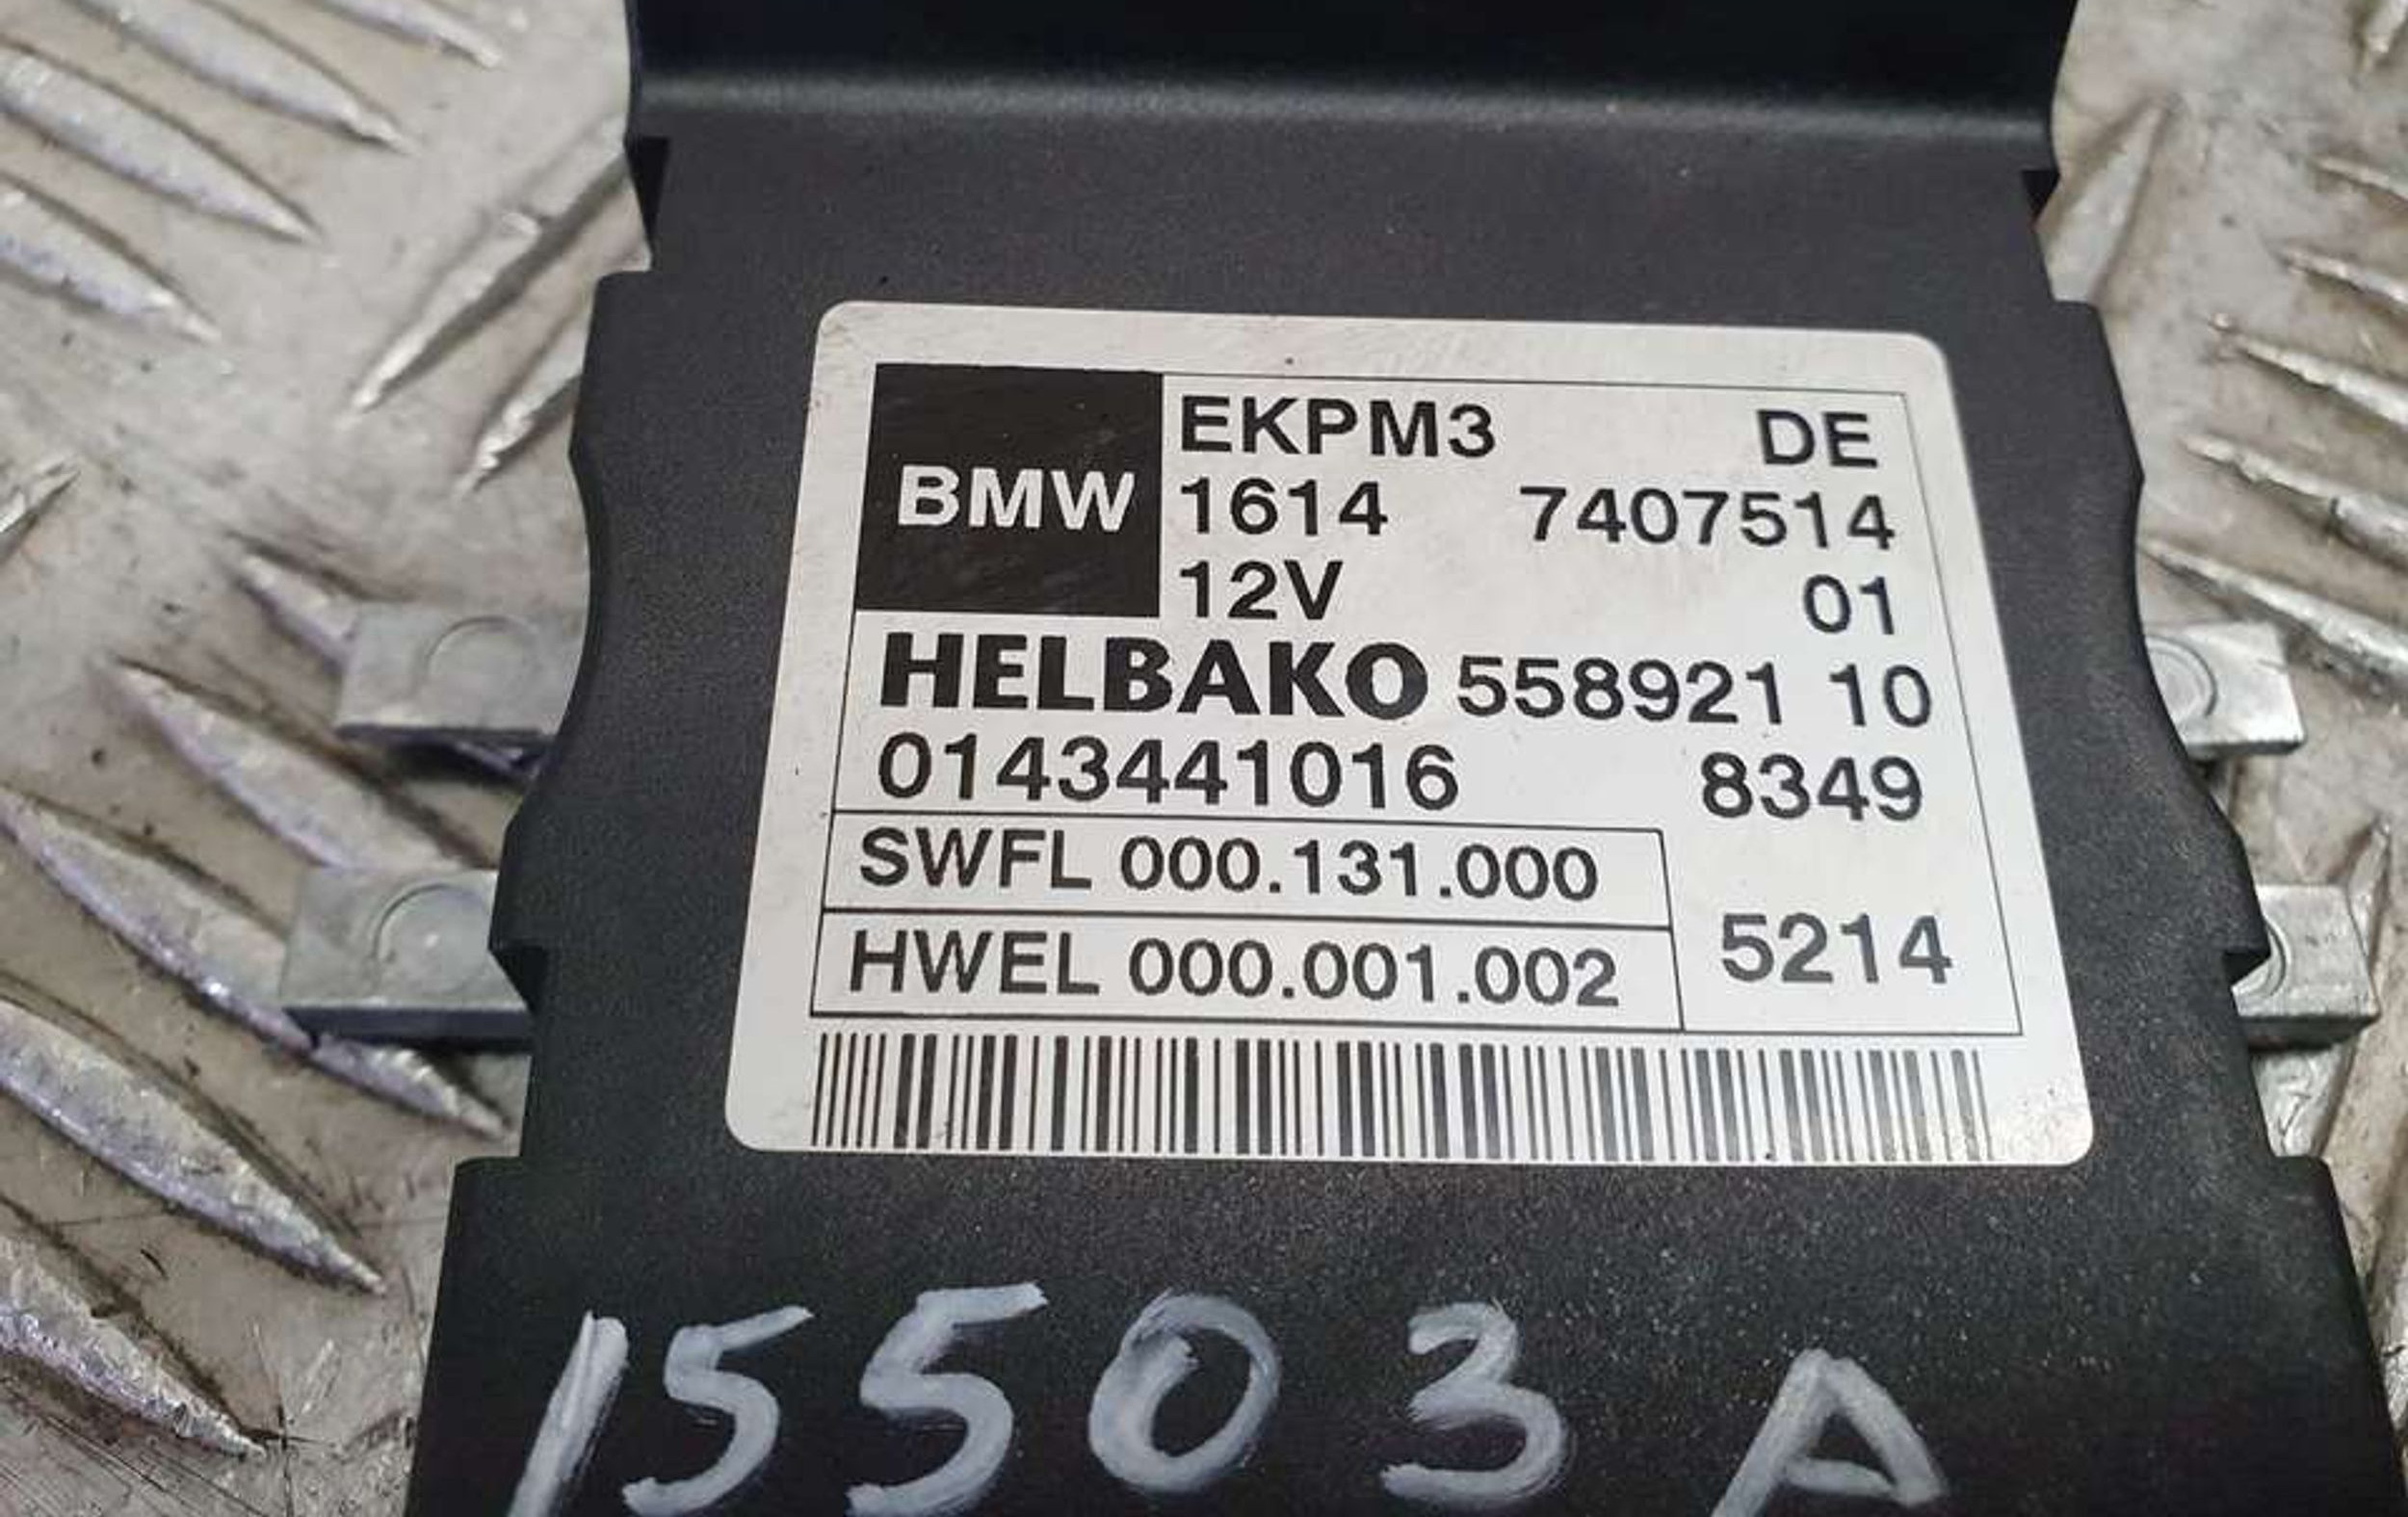 EKPM3 DE
BMW 1614 7407514
12V 01
HELBAKO 558921 10
0143441016 8349
SWFL 000.131.000
HWEL 000.001.002 5214
15503 A